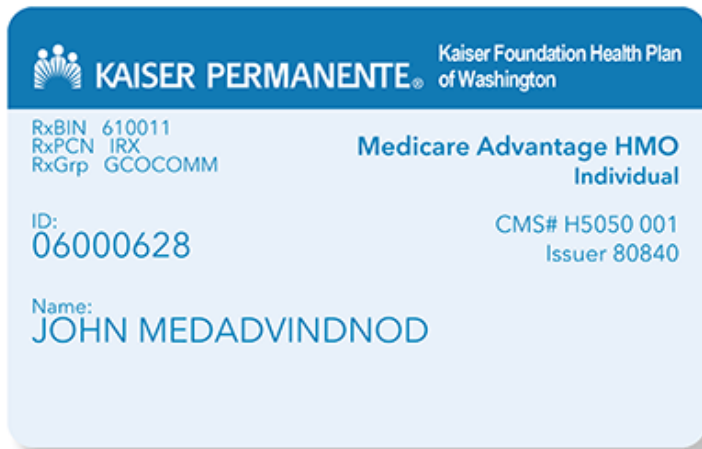 KAISER PERMANENTE®
Kaiser Foundation Health Plan
of Washington
RxBIN 610011
RxPCN IRX
RxGrp GCOCOMM
Medicare Advantage HMO
Individual
ID:
06000628
CMS# H5050 001
Issuer 80840
Name:
JOHN MEDADVINDNOD